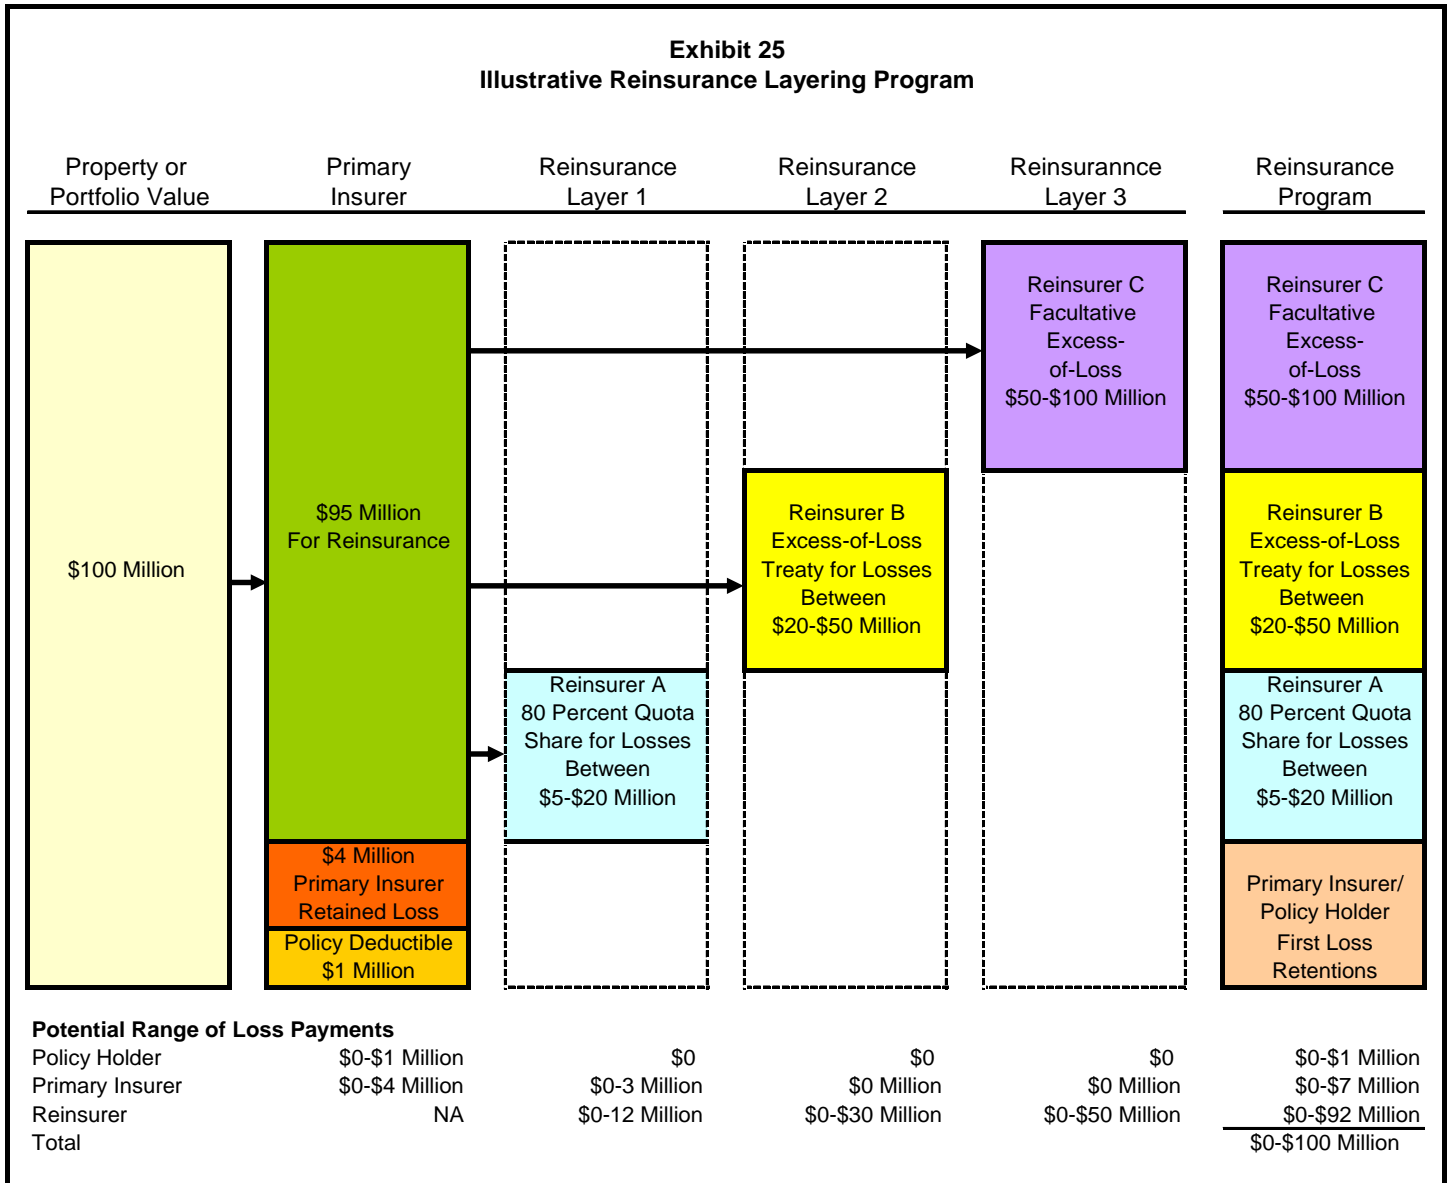 Exhibit 25
Illustrative Reinsurance Layering Program
Property or
Portfolio Value
Primary
Insurer
Reinsurance
Layer 1
Reinsurance
Layer 2
Reinsurannce
Layer 3
Reinsurance
Program
$100 Million
$95 Million
For Reinsurance
$4 Million
Primary Insurer
Retained Loss
Policy Deductible
$1 Million
Reinsurer A
80 Percent Quota
Share for Losses
Between
$5-$20 Million
Reinsurer B
Excess-of-Loss
Treaty for Losses
Between
$20-$50 Million
Reinsurer C
Facultative
Excess-
of-Loss
$50-$100 Million
Reinsurer C
Facultative
Excess-
of-Loss
$50-$100 Million
Reinsurer B
Excess-of-Loss
Treaty for Losses
Between
$20-$50 Million
Reinsurer A
80 Percent Quota
Share for Losses
Between
$5-$20 Million
Primary Insurer/
Policy Holder
First Loss
Retentions
Potential Range of Loss Payments
Policy Holder $0-$1 Million $0 $0 $0 $0-$1 Million
Primary Insurer $0-$4 Million $0-3 Million $0 Million $0 Million $0-$7 Million
Reinsurer NA $0-12 Million $0-$30 Million $0-$50 Million $0-$92 Million
Total $0-$100 Million